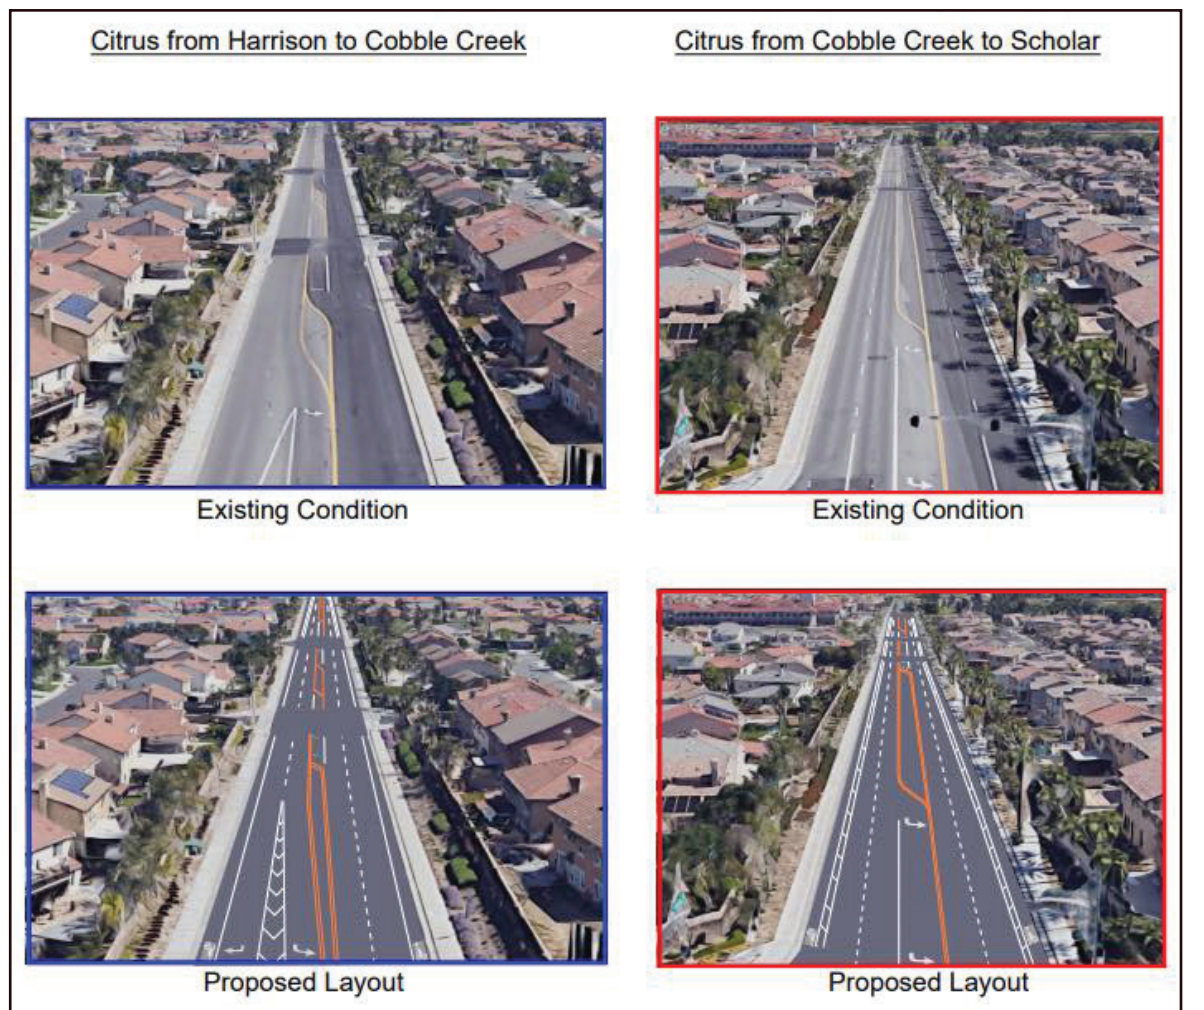 Citrus from Harrison to Cobble Creek
Citrus from Cobble Creek to Scholar
Existing Condition
Existing Condition
Proposed Layout
Proposed Layout